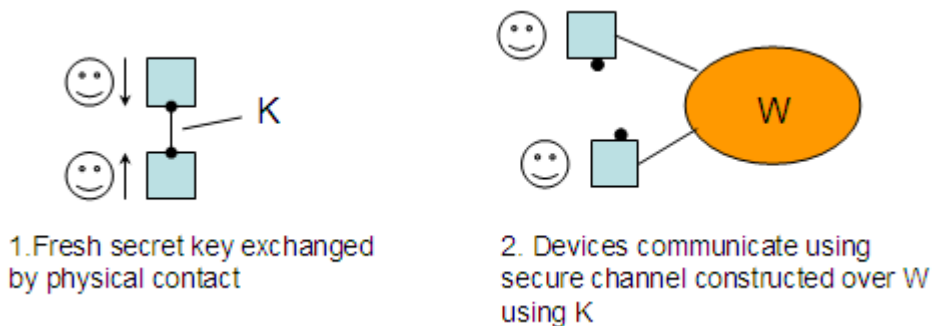 K
W
1.Fresh secret key exchanged
by physical contact
2. Devices communicate using
secure channel constructed over W
using K